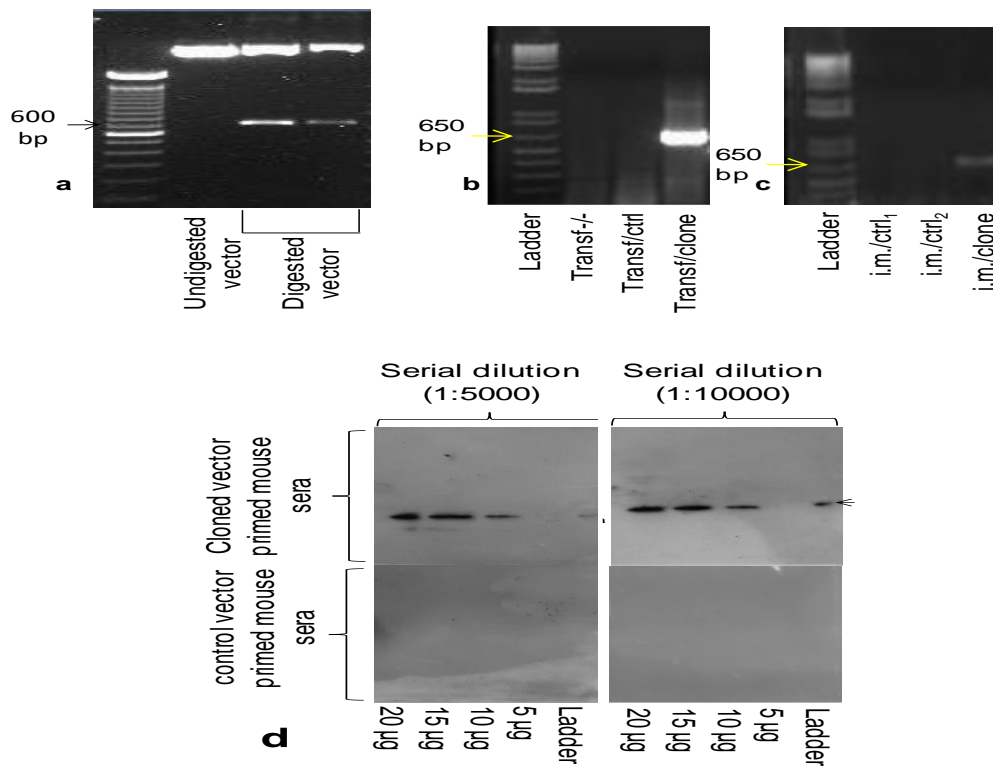 600
bp
a
Undigested
vector
Digested
vector
650
bp
b
Ladder
Transf-/-
Transf/ctrl
Transf/clone
650
bp
c
Ladder
i.m./ctrl1
i.m./ctrl2
i.m./clone
Serial dilution
(1:5000)
Serial dilution
(1:10000)
Cloned vector
primed mouse
sera
control vector
primed mouse
sera
d
20 µg
15 µg
10 µg
5 µg
Ladder
20 µg
15 µg
10 µg
5 µg
Ladder